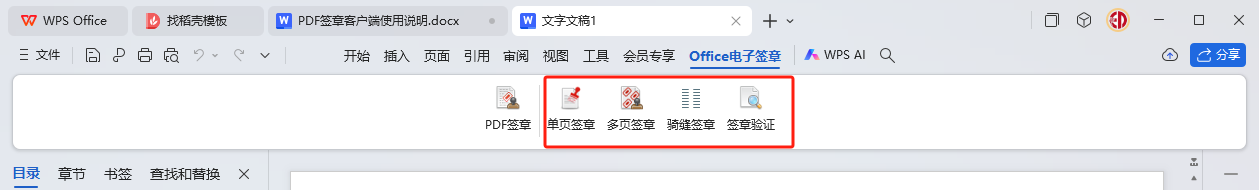 WPS Office 找稻壳模板 PDF签章客户端使用说明.docx 文字文稿1
文件 开始 插入 页面 引用 审阅 视图 工具 会员专享 Office电子签章 WPS AI 分享
PDF签章 单页签章 多页签章 骑缝签章 签章验证
目录 章节 书签 查找和替换